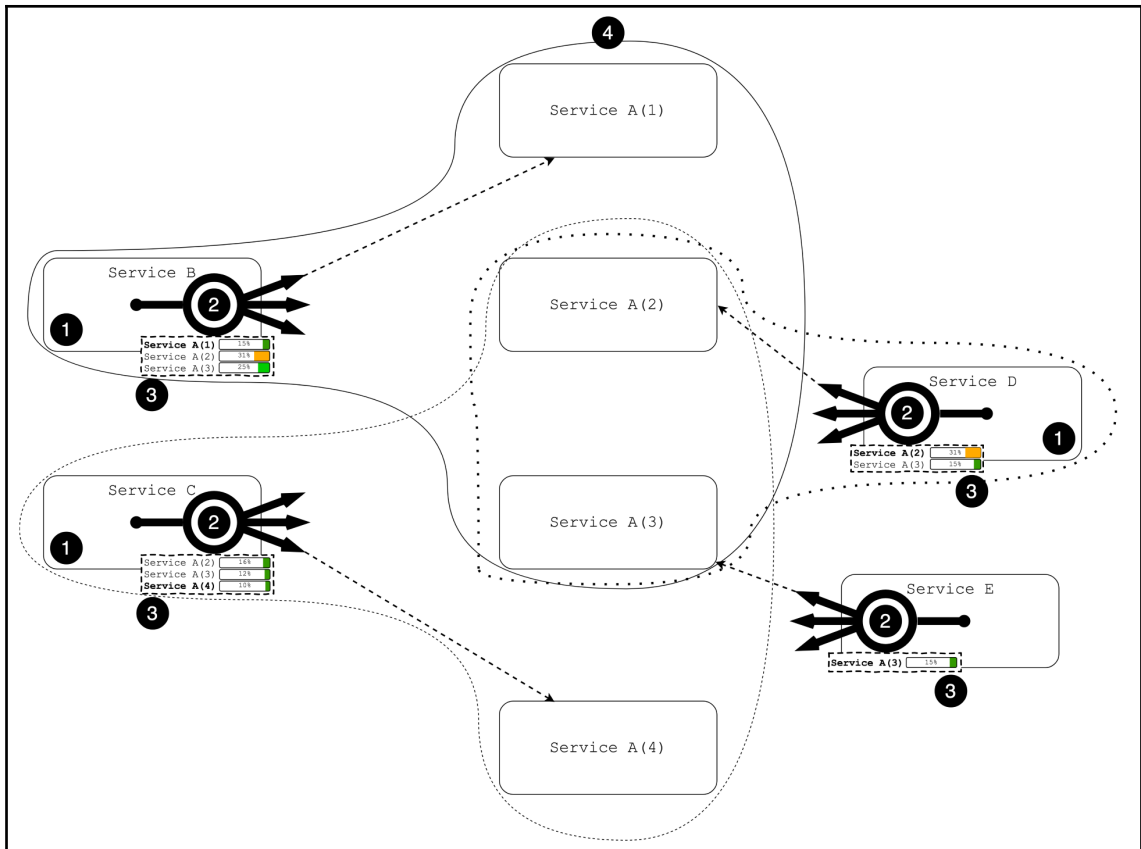 4
Service A(1)
Service B
2
1
Service A(1) 15%
Service A(2) 31%
Service A(3) 25%
3
Service A(2)
Service D
2
1
Service A(2) 31%
Service A(3) 15%
3
Service C
2
1
Service A(2) 16%
Service A(3) 12%
Service A(4) 10%
3
Service A(3)
Service E
2
Service A(3) 15%
3
Service A(4)